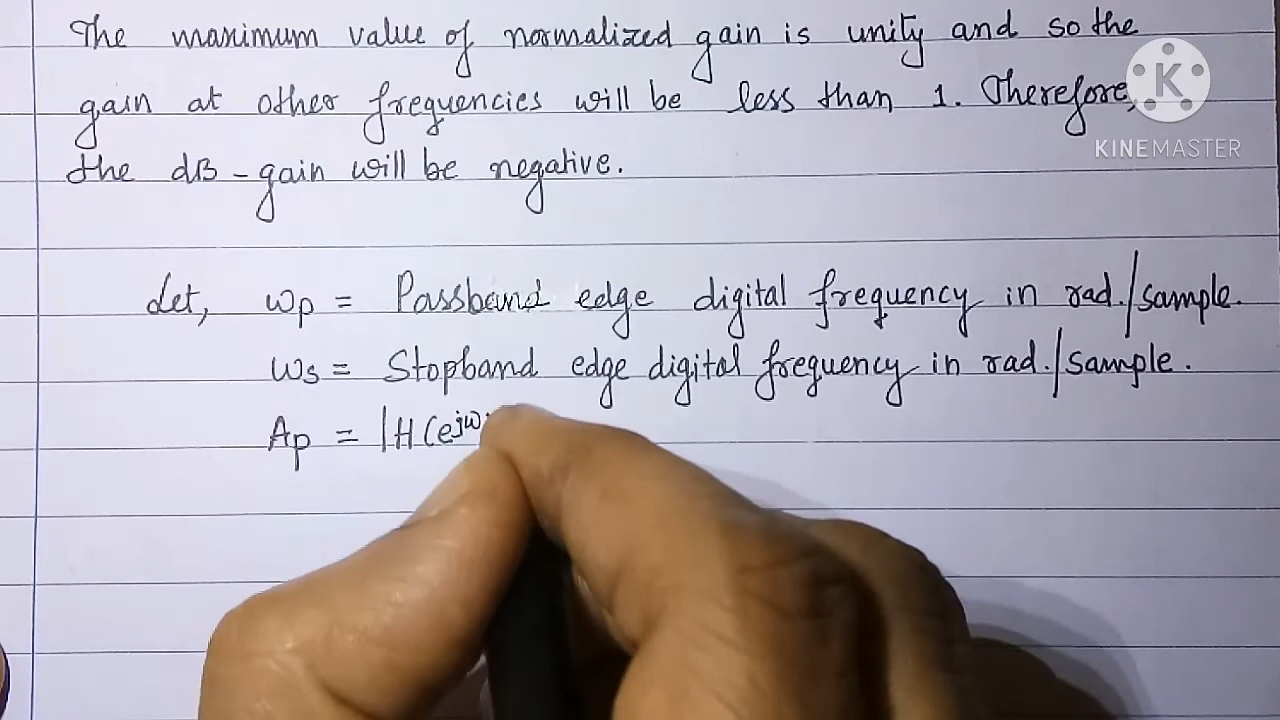 The maximum value of normalized gain is unity and so the
gain at other frequencies will be less than 1. Therefore,
the dB-gain will be negative.
K
KINEMASTER
Let, ωp = Passband edge digital frequency in rad./sample.
ωs = Stopband edge digital frequency in rad./sample.
Ap = |H(e^jω